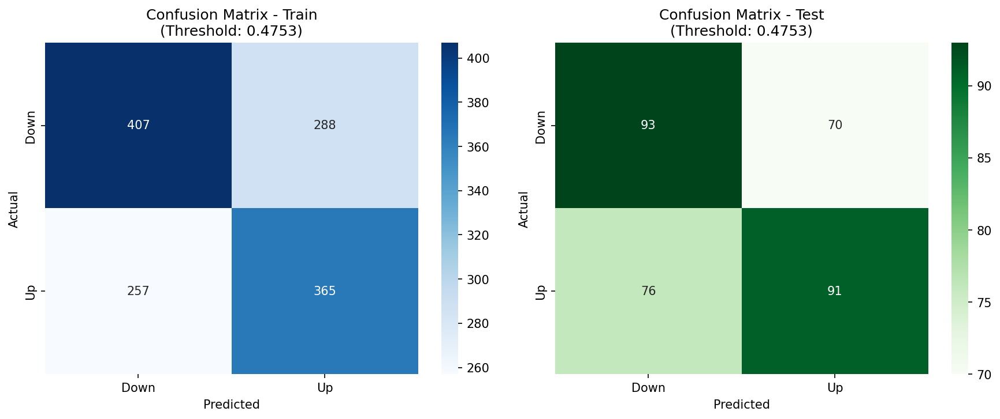 Confusion Matrix - Train
(Threshold: 0.4753)
Actual
Down
Up
407
288
257
365
Down
Up
Predicted
400
380
360
340
320
300
280
260
Confusion Matrix - Test
(Threshold: 0.4753)
Actual
Down
Up
93
70
76
91
Down
Up
Predicted
90
85
80
75
70